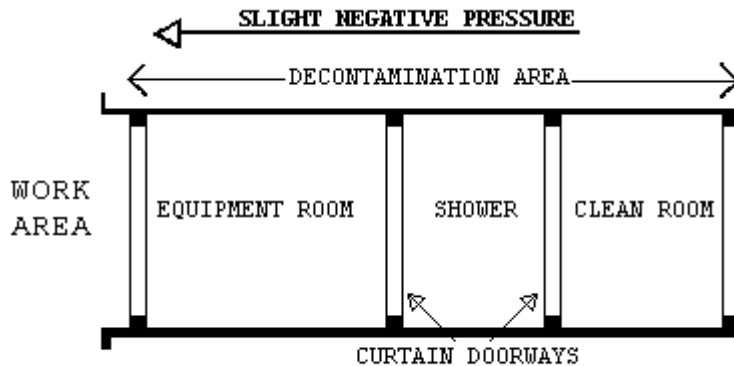 SLIGHT NEGATIVE PRESSURE
DECONTAMINATION AREA
WORK
AREA
EQUIPMENT ROOM
SHOWER
CLEAN ROOM
CURTAIN DOORWAYS